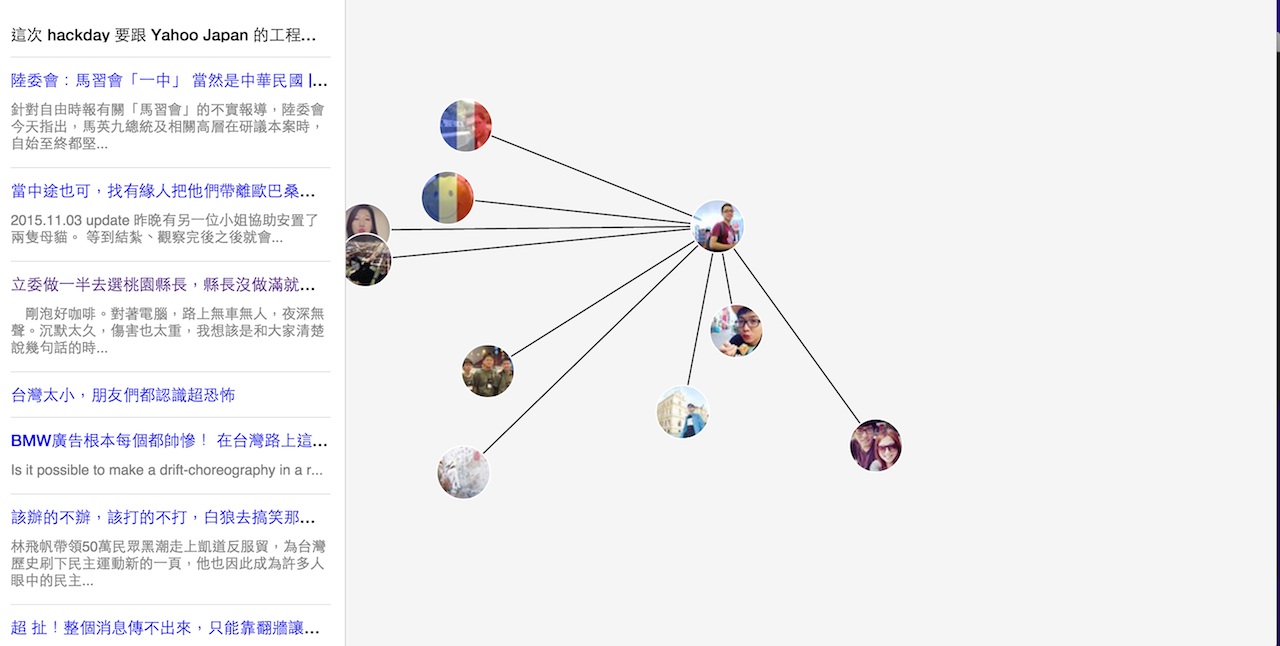 這次 hackday 要跟 Yahoo Japan 的工程...
陸委會：馬習會「一中」 當然是中華民國 |...
針對自由時報有關「馬習會」的不實報導，陸委會
今天指出，馬英九總統及相關高層在研議本案時，
自始至終都堅...
當中途也可，找有緣人把他們帶離歐巴桑...
2015.11.03 update 昨晚有另一位小姐協助安置了
兩隻母貓。 等到結紮、觀察完後之後就會...
立委做一半去選桃園縣長，縣長沒做滿就...
剛泡好咖啡。對著電腦，路上無車無人，夜深無
聲。沉默太久，傷害也太重，我想該是和大家清楚
說幾句話的時...
台灣太小，朋友們都認識超恐怖
BMW廣告根本每個都帥慘！ 在台灣路上這...
Is it possible to make a drift-choreography in a r...
該辦的不辦，該打的不打，白狼去搞笑那...
林飛帆帶領50萬民眾黑潮走上凱道反服貿，為台灣
歷史刷下民主運動新的一頁，他也因此成為許多人
眼中的民主...
超 扯！整個消息傳不出來，只能靠翻牆讓...